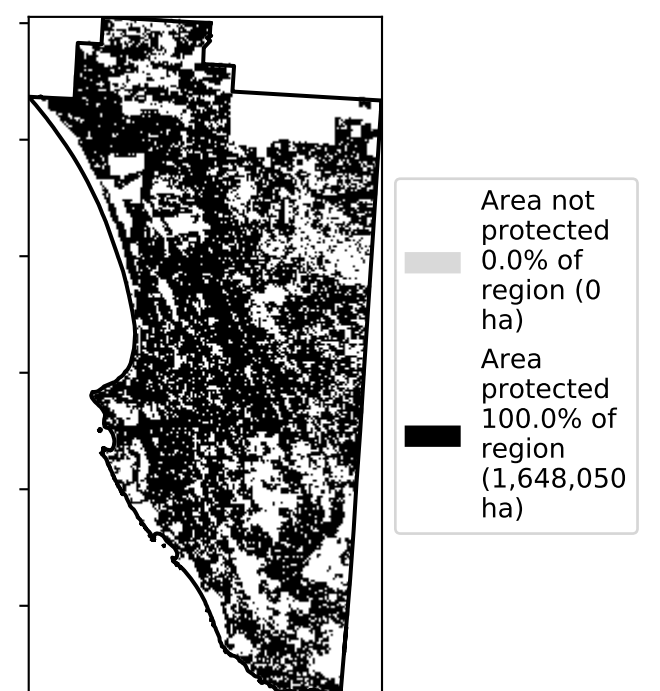 Area not
protected
0.0% of
region (0
ha)
Area
protected
100.0% of
region
(1,648,050
ha)